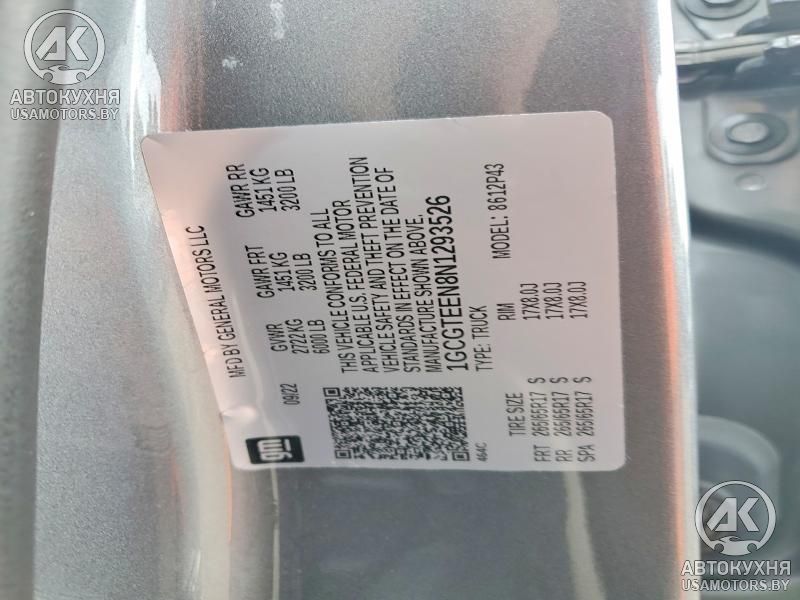 AK
АВТОКУХНЯ
USAMOTORS.BY
MFD BY GENERAL MOTORS LLC
gm
09/22
GVWR GAWR FRT GAWR RR
2722 KG 1451 KG 1451 KG
6000 LB 3200 LB 3200 LB
THIS VEHICLE CONFORMS TO ALL
APPLICABLE U.S. FEDERAL MOTOR
VEHICLE SAFETY AND THEFT PREVENTION
STANDARDS IN EFFECT ON THE DATE OF
MANUFACTURE SHOWN ABOVE.
1GCGTEEN8N1293526
464C TYPE: TRUCK MODEL: 8612P43
TIRE SIZE RIM
FRT 265/65R17 S 17X8.0J
RR 265/65R17 S 17X8.0J
SPA 265/65R17 S 17X8.0J
AK
АВТОКУХНЯ
USAMOTORS.BY